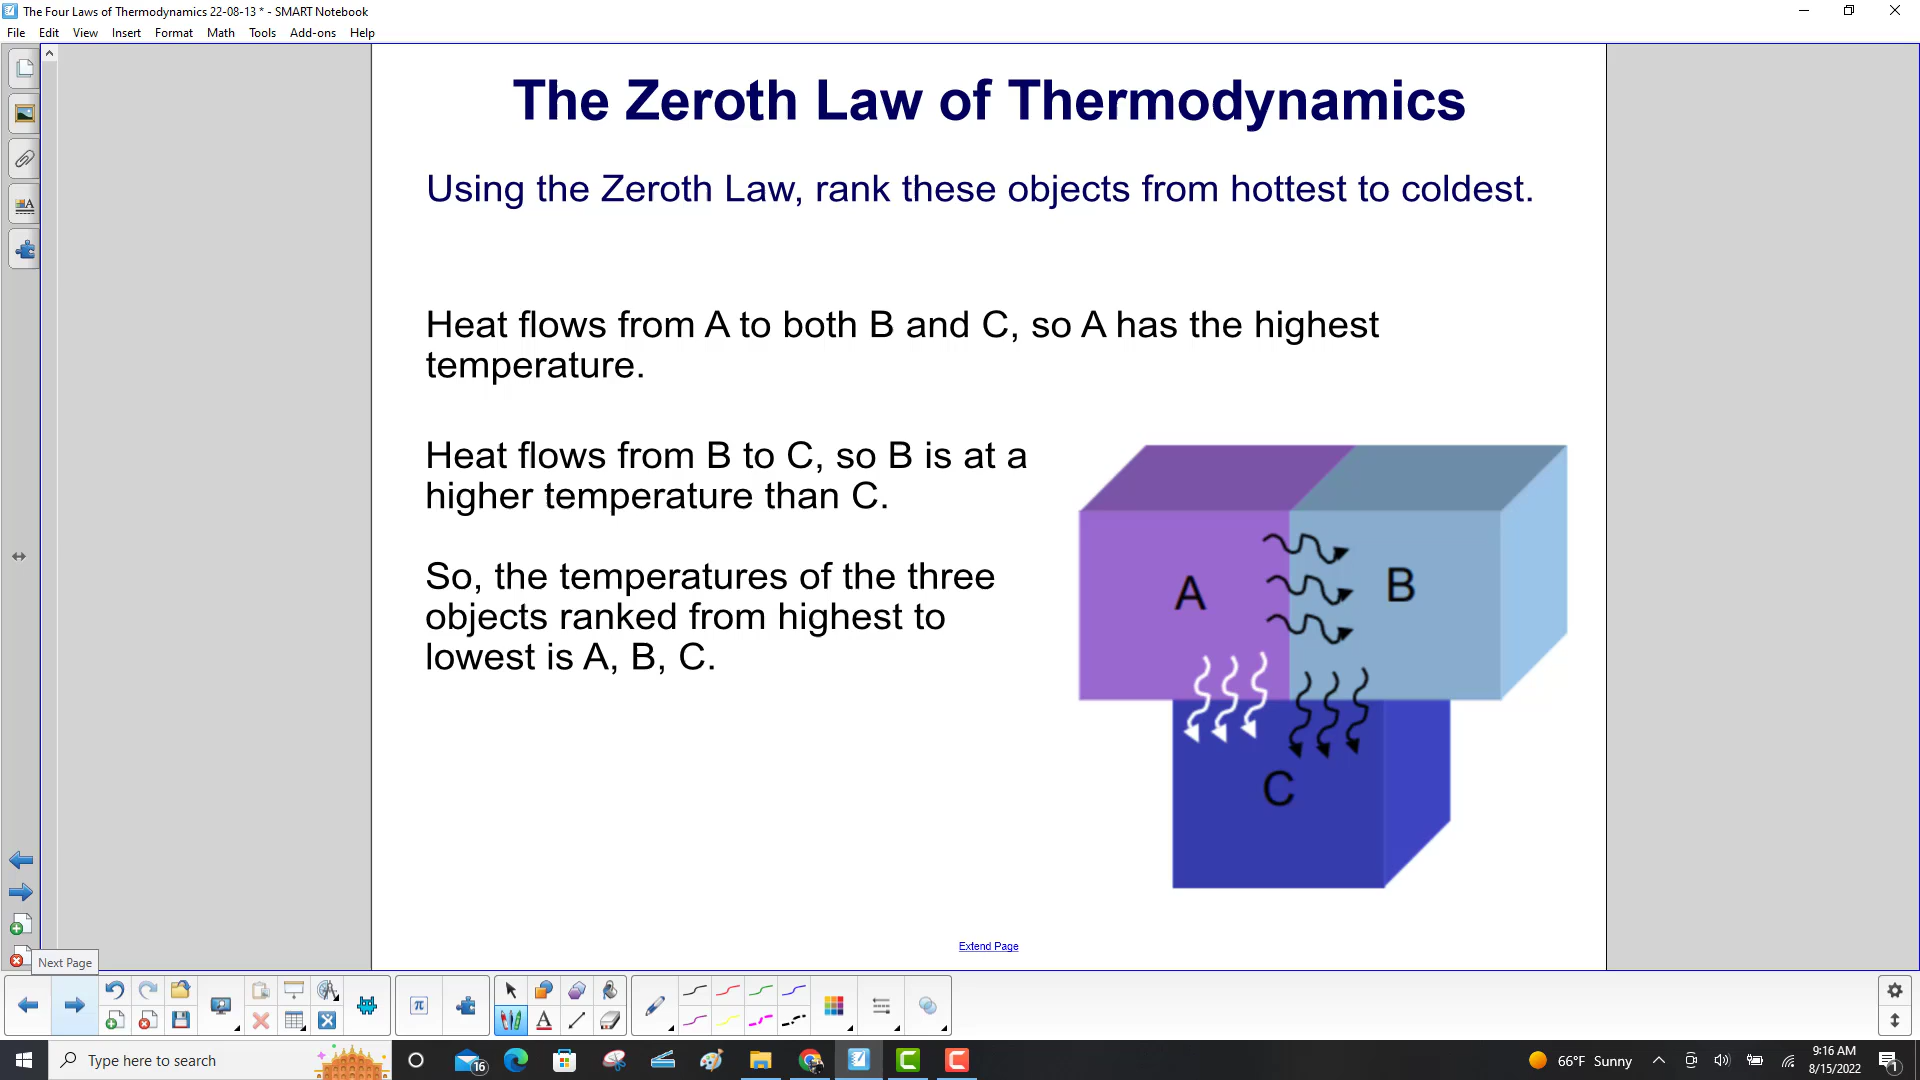 The Four Laws of Thermodynamics 22-08-13 * - SMART Notebook
File Edit View Insert Format Math Tools Add-ons Help
The Zeroth Law of Thermodynamics
Using the Zeroth Law, rank these objects from hottest to coldest.
Heat flows from A to both B and C, so A has the highest
temperature.
Heat flows from B to C, so B is at a
higher temperature than C.
So, the temperatures of the three
objects ranked from highest to
lowest is A, B, C.
A
B
C
Extend Page
Next Page
π
A
Type here to search
16
66°F Sunny
9:16 AM
8/15/2022
1